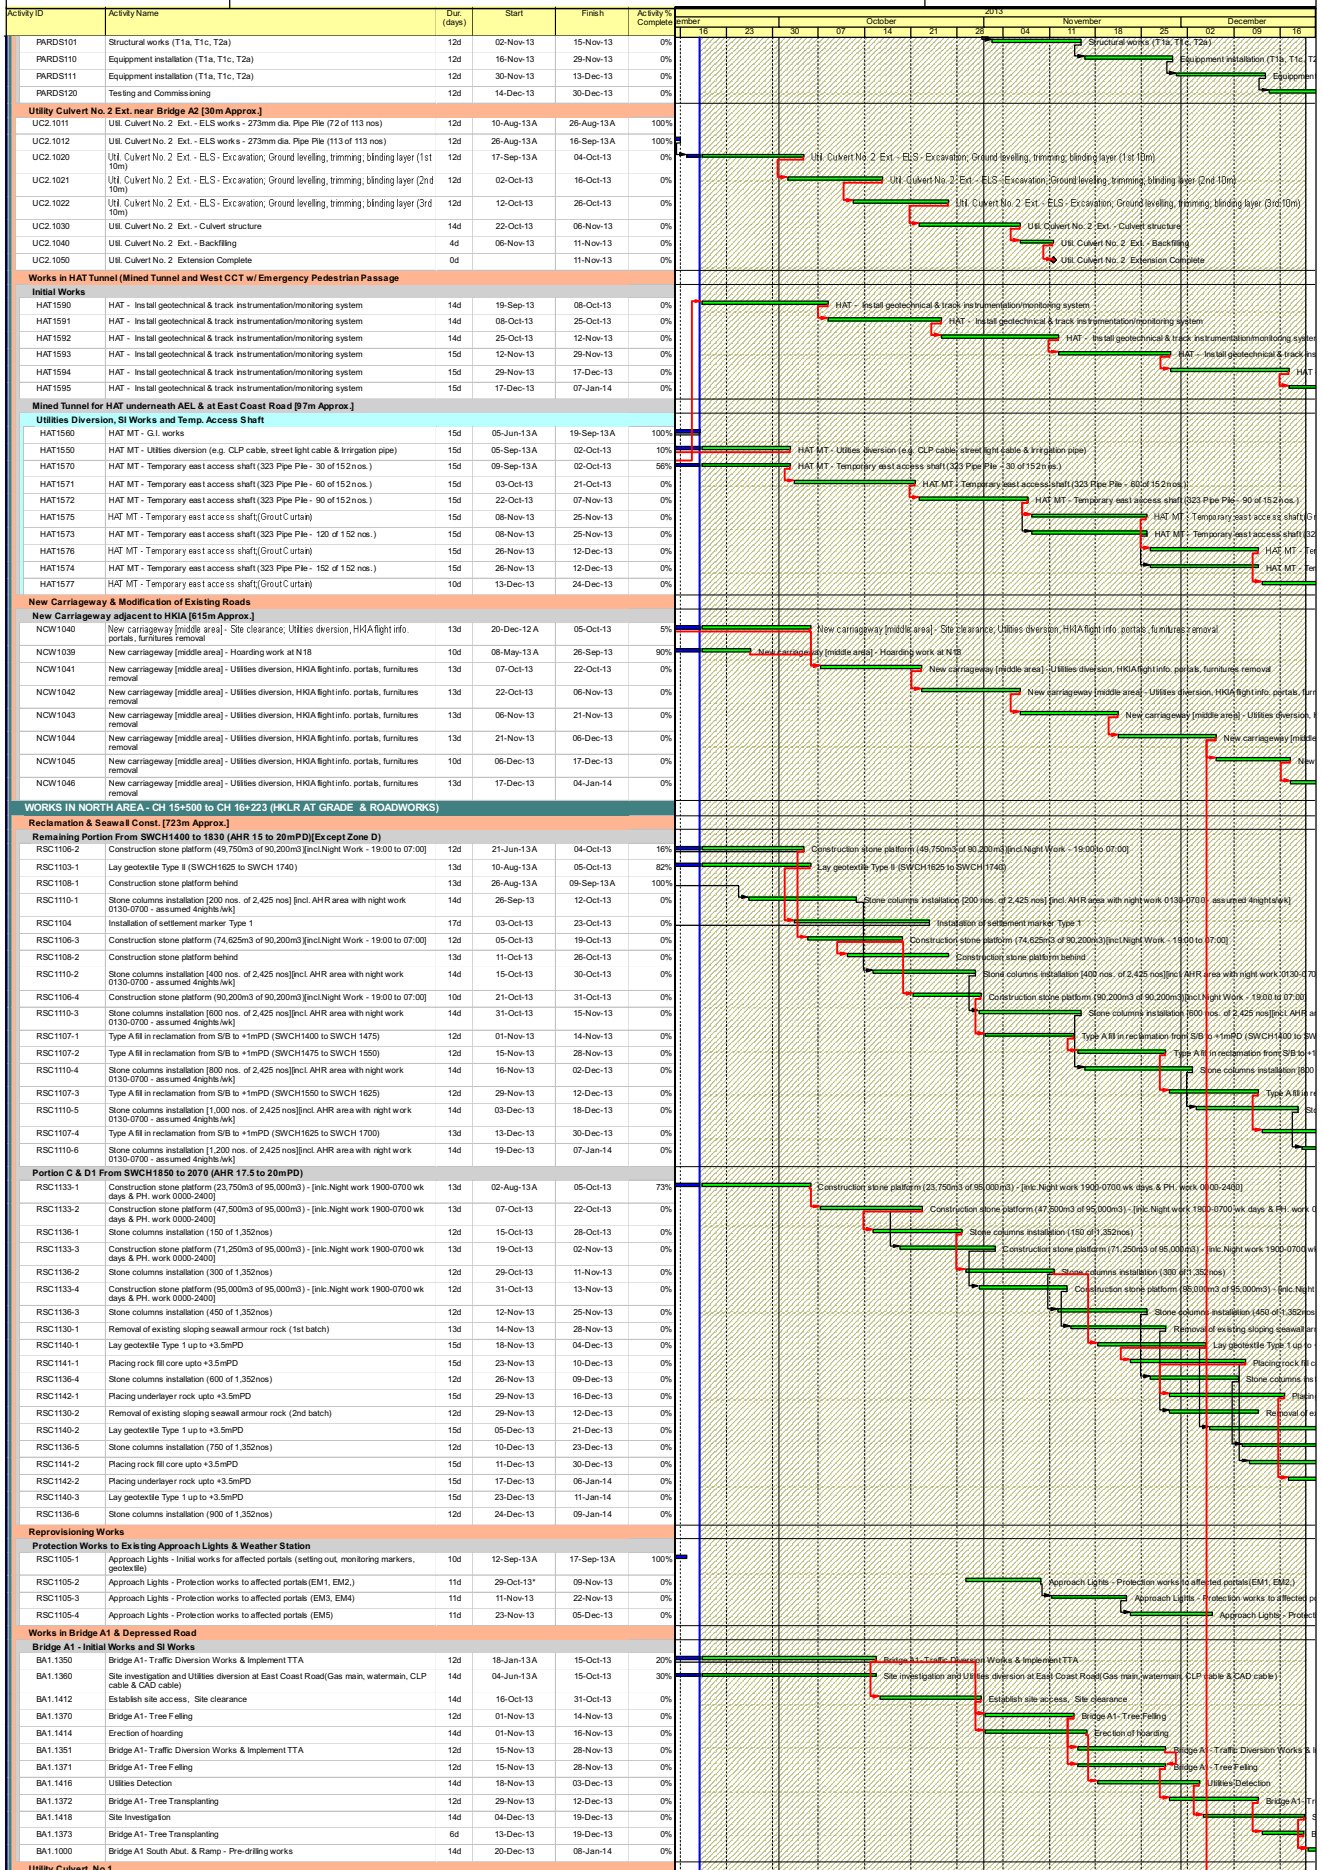 Activity ID Activity Name Dur. (days) Start Finish Activity % Complete
2013
ember October November December
16 23 30 07 14 21 28 04 11 18 25 02 09 16
PARDS101 Structural works (T1a, T1c, T2a) 12d 02-Nov-13 15-Nov-13 0%
PARDS110 Equippment installation (T1a, T1c, T2a) 12d 16-Nov-13 29-Nov-13 0%
PARDS111 Equippment installation (T1a, T1c, T2a) 12d 30-Nov-13 13-Dec-13 0%
PARDS120 Testing and Commissioning 12d 14-Dec-13 30-Dec-13 0%
Utility Culvert No. 2 Ext. near Bridge A2 [30m Approx.]
UC2.1011 Util. Culvert No. 2 Ext. - ELS works - 273mm dia. Pipe Pile (72 of 113 nos) 12d 10-Aug-13A 26-Aug-13A 100%
UC2.1012 Util. Culvert No. 2 Ext. - ELS works - 273mm dia. Pipe Pile (113 of 113 nos) 12d 26-Aug-13A 16-Sep-13A 100%
UC2.1020 Util. Culvert No. 2 Ext. - ELS - Excavation; Ground levelling, trimming; blinding layer (1st 10m) 12d 17-Sep-13A 04-Oct-13 0%
UC2.1021 Util. Culvert No. 2 Ext. - ELS - Excavation; Ground levelling, trimming; blinding layer (2nd 10m) 12d 02-Oct-13 16-Oct-13 0%
UC2.1022 Util. Culvert No. 2 Ext. - ELS - Excavation; Ground levelling, trimming; blinding layer (3rd 10m) 12d 12-Oct-13 26-Oct-13 0%
UC2.1030 Util. Culvert No. 2 Ext. - Culvert structure 14d 22-Oct-13 06-Nov-13 0%
UC2.1040 Util. Culvert No. 2 Ext. - Backfilling 4d 06-Nov-13 11-Nov-13 0%
UC2.1050 Util. Culvert No. 2 Extension Complete 0d 11-Nov-13 0%
Works in HAT Tunnel (Mined Tunnel and West CCT w/ Emergency Pedestrian Passage
Initial Works
HAT1590 HAT - Install geotechnical & track instrumentation/monitoring system 14d 19-Sep-13 08-Oct-13 0%
HAT1591 HAT - Install geotechnical & track instrumentation/monitoring system 14d 08-Oct-13 25-Oct-13 0%
HAT1592 HAT - Install geotechnical & track instrumentation/monitoring system 14d 25-Oct-13 12-Nov-13 0%
HAT1593 HAT - Install geotechnical & track instrumentation/monitoring system 15d 12-Nov-13 29-Nov-13 0%
HAT1594 HAT - Install geotechnical & track instrumentation/monitoring system 15d 29-Nov-13 17-Dec-13 0%
HAT1595 HAT - Install geotechnical & track instrumentation/monitoring system 15d 17-Dec-13 07-Jan-14 0%
Mined Tunnel for HAT underneath AEL & at East Coast Road [97m Approx.]
Utilities Diversion, SI Works and Temp. Access Shaft
HAT1560 HAT MT - G.I. works 15d 05-Jun-13A 19-Sep-13A 100%
HAT1550 HAT MT - Utilities diversion (e.g. CLP cable, street light cable & Irrigation pipe) 15d 05-Sep-13A 02-Oct-13 10%
HAT1570 HAT MT - Temporary east access shaft (323 Pipe Pile - 30 of 152 nos.) 15d 09-Sep-13A 02-Oct-13 56%
HAT1571 HAT MT - Temporary east access shaft (323 Pipe Pile - 60 of 152 nos.) 15d 03-Oct-13 21-Oct-13 0%
HAT1572 HAT MT - Temporary east access shaft (323 Pipe Pile - 90 of 152 nos.) 15d 22-Oct-13 07-Nov-13 0%
HAT1575 HAT MT - Temporary east access shaft;(Grout Curtain) 15d 08-Nov-13 25-Nov-13 0%
HAT1573 HAT MT - Temporary east access shaft (323 Pipe Pile - 120 of 152 nos.) 15d 08-Nov-13 25-Nov-13 0%
HAT1576 HAT MT - Temporary east access shaft;(Grout Curtain) 15d 26-Nov-13 12-Dec-13 0%
HAT1574 HAT MT - Temporary east access shaft (323 Pipe Pile - 152 of 152 nos.) 15d 26-Nov-13 12-Dec-13 0%
HAT1577 HAT MT - Temporary east access shaft;(Grout Curtain) 10d 13-Dec-13 24-Dec-13 0%
New Carriageway & Modification of Existing Roads
New Carriageway adjacent to HKIA [615m Approx.]
NCW1040 New carriageway [middle area] - Site clearance; Utilities diversion, HKIA flight info. portals, furnitures removal 13d 20-Dec-12 A 05-Oct-13 5%
NCW1039 New carriageway [middle area] - Hoarding work at N18 10d 08-May-13 A 26-Sep-13 90%
NCW1041 New carriageway [middle area] - Utilities diversion, HKIA flight info. portals, furnitures removal 13d 07-Oct-13 22-Oct-13 0%
NCW1042 New carriageway [middle area] - Utilities diversion, HKIA flight info. portals, furnitures removal 13d 22-Oct-13 06-Nov-13 0%
NCW1043 New carriageway [middle area] - Utilities diversion, HKIA flight info. portals, furnitures removal 13d 06-Nov-13 21-Nov-13 0%
NCW1044 New carriageway [middle area] - Utilities diversion, HKIA flight info. portals, furnitures removal 13d 21-Nov-13 06-Dec-13 0%
NCW1045 New carriageway [middle area] - Utilities diversion, HKIA flight info. portals, furnitures removal 10d 06-Dec-13 17-Dec-13 0%
NCW1046 New carriageway [middle area] - Utilities diversion, HKIA flight info. portals, furnitures removal 13d 17-Dec-13 04-Jan-14 0%
WORKS IN NORTH AREA - CH 15+500 to CH 16+223 (HKLR AT GRADE & ROADWORKS)
Reclamation & Seawall Const. [723m Approx.]
Remaining Portion From SWCH1400 to 1830 (AHR 15 to 20mPD)[Except Zone D]
RSC1106-2 Construction stone platform (49,750m3 of 90,200m3)[incl.Night Work - 19:00 to 07:00] 12d 21-Jun-13 A 04-Oct-13 16%
RSC1103-1 Lay geotextile Type II (SWCH1625 to SWCH 1740) 13d 10-Aug-13A 05-Oct-13 82%
RSC1108-1 Construction stone platform behind 13d 26-Aug-13A 09-Sep-13A 100%
RSC1110-1 Stone columns installation [200 nos. of 2,425 nos] [incl. AHR area with night work 0130-0700 - assumed 4nights/wk] 14d 26-Sep-13 12-Oct-13 0%
RSC1104 Installation of settlement marker Type 1 17d 03-Oct-13 23-Oct-13 0%
RSC1106-3 Construction stone platform (74,625m3 of 90,200m3)[incl.Night Work - 19:00 to 07:00] 12d 05-Oct-13 19-Oct-13 0%
RSC1108-2 Construction stone platform behind 13d 11-Oct-13 26-Oct-13 0%
RSC1110-2 Stone columns installation [400 nos. of 2,425 nos][incl. AHR area with night work 0130-0700 - assumed 4nights/wk] 14d 15-Oct-13 30-Oct-13 0%
RSC1106-4 Construction stone platform (90,200m3 of 90,200m3)[incl.Night Work - 19:00 to 07:00] 10d 21-Oct-13 31-Oct-13 0%
RSC1110-3 Stone columns installation [600 nos. of 2,425 nos][incl. AHR area with night work 0130-0700 - assumed 4nights/wk] 14d 31-Oct-13 15-Nov-13 0%
RSC1107-1 Type A fill in reclamation from S/B to +1mPD (SWCH1400 to SWCH 1475) 12d 01-Nov-13 14-Nov-13 0%
RSC1107-2 Type A fill in reclamation from S/B to +1mPD (SWCH1475 to SWCH 1550) 12d 15-Nov-13 28-Nov-13 0%
RSC1110-4 Stone columns installation [800 nos. of 2,425 nos][incl. AHR area with night work 0130-0700 - assumed 4nights/wk] 14d 16-Nov-13 02-Dec-13 0%
RSC1107-3 Type A fill in reclamation from S/B to +1mPD (SWCH1550 to SWCH 1625) 12d 29-Nov-13 12-Dec-13 0%
RSC1110-5 Stone columns installation [1,000 nos. of 2,425 nos][incl. AHR area with night work 0130-0700 - assumed 4nights/wk] 14d 03-Dec-13 18-Dec-13 0%
RSC1107-4 Type A fill in reclamation from S/B to +1mPD (SWCH1625 to SWCH 1700) 13d 13-Dec-13 30-Dec-13 0%
RSC1110-6 Stone columns installation [1,200 nos. of 2,425 nos][incl. AHR area with night work 0130-0700 - assumed 4nights/wk] 14d 19-Dec-13 07-Jan-14 0%
Portion C & D1 From SWCH1850 to 2070 (AHR 17.5 to 20mPD)
RSC1133-1 Construction stone platform (23,750m3 of 95,000m3) - [inlc.Night work 1900-0700 wk days & PH. work 0000-2400] 13d 02-Aug-13A 05-Oct-13 73%
RSC1133-2 Construction stone platform (47,500m3 of 95,000m3) - [inlc.Night work 1900-0700 wk days & PH. work 0000-2400] 13d 07-Oct-13 22-Oct-13 0%
RSC1136-1 Stone columns installation (150 of 1,352nos) 12d 15-Oct-13 28-Oct-13 0%
RSC1133-3 Construction stone platform (71,250m3 of 95,000m3) - [inlc.Night work 1900-0700 wk days & PH. work 0000-2400] 13d 19-Oct-13 02-Nov-13 0%
RSC1136-2 Stone columns installation (300 of 1,352nos) 12d 29-Oct-13 11-Nov-13 0%
RSC1133-4 Construction stone platform (95,000m3 of 95,000m3) - [inlc.Night work 1900-0700 wk days & PH. work 0000-2400] 12d 31-Oct-13 13-Nov-13 0%
RSC1136-3 Stone columns installation (450 of 1,352nos) 12d 12-Nov-13 25-Nov-13 0%
RSC1130-1 Removal of existing sloping seawall armour rock (1st batch) 13d 14-Nov-13 28-Nov-13 0%
RSC1140-1 Lay geotextile Type 1 up to +3.5mPD 15d 18-Nov-13 04-Dec-13 0%
RSC1141-1 Placing rock fill core upto +3.5mPD 15d 23-Nov-13 10-Dec-13 0%
RSC1136-4 Stone columns installation (600 of 1,352nos) 12d 26-Nov-13 09-Dec-13 0%
RSC1142-1 Placing underlayer rock upto +3.5mPD 15d 29-Nov-13 16-Dec-13 0%
RSC1130-2 Removal of existing sloping seawall armour rock (2nd batch) 12d 29-Nov-13 12-Dec-13 0%
RSC1140-2 Lay geotextile Type 1 up to +3.5mPD 15d 05-Dec-13 21-Dec-13 0%
RSC1136-5 Stone columns installation (750 of 1,352nos) 12d 10-Dec-13 23-Dec-13 0%
RSC1141-2 Placing rock fill core upto +3.5mPD 15d 11-Dec-13 30-Dec-13 0%
RSC1142-2 Placing underlayer rock upto +3.5mPD 15d 17-Dec-13 06-Jan-14 0%
RSC1140-3 Lay geotextile Type 1 up to +3.5mPD 15d 23-Dec-13 11-Jan-14 0%
RSC1136-6 Stone columns installation (900 of 1,352nos) 12d 24-Dec-13 09-Jan-14 0%
Reprovisioning Works
Protection Works to Existing Approach Lights & Weather Station
RSC1105-1 Approach Lights - Initial works for affected portals (setting out, monitoring markers, geotextile) 10d 12-Sep-13A 17-Sep-13A 100%
RSC1105-2 Approach Lights - Protection works to affected portals(EM1, EM2,) 11d 29-Oct-13* 09-Nov-13 0%
RSC1105-3 Approach Lights - Protection works to affected portals (EM3, EM4) 11d 11-Nov-13 22-Nov-13 0%
RSC1105-4 Approach Lights - Protection works to affected portals (EM5) 11d 23-Nov-13 05-Dec-13 0%
Works in Bridge A1 & Depressed Road
Bridge A1 - Initial Works and SI Works
BA1.1350 Bridge A1- Traffic Diversion Works & Implement TTA 12d 18-Jan-13A 15-Oct-13 20%
BA1.1360 Site investigation and Utilities diversion at East Coast Road(Gas main, watermain, CLP cable & CAD cable) 14d 04-Jun-13A 15-Oct-13 30%
BA1.1412 Establish site access, Site clearance 14d 16-Oct-13 31-Oct-13 0%
BA1.1370 Bridge A1- Tree Felling 12d 01-Nov-13 14-Nov-13 0%
BA1.1414 Erection of hoarding 14d 01-Nov-13 16-Nov-13 0%
BA1.1351 Bridge A1- Traffic Diversion Works & Implement TTA 12d 15-Nov-13 28-Nov-13 0%
BA1.1371 Bridge A1- Tree Felling 12d 15-Nov-13 28-Nov-13 0%
BA1.1416 Utilities Detection 14d 18-Nov-13 03-Dec-13 0%
BA1.1372 Bridge A1- Tree Transplanting 12d 29-Nov-13 12-Dec-13 0%
BA1.1418 Site Investigation 14d 04-Dec-13 19-Dec-13 0%
BA1.1373 Bridge A1- Tree Transplanting 6d 13-Dec-13 19-Dec-13 0%
BA1.1000 Bridge A1 South Abut. & Ramp - Pre-drilling works 14d 20-Dec-13 08-Jan-14 0%
Utility Culvert No.1